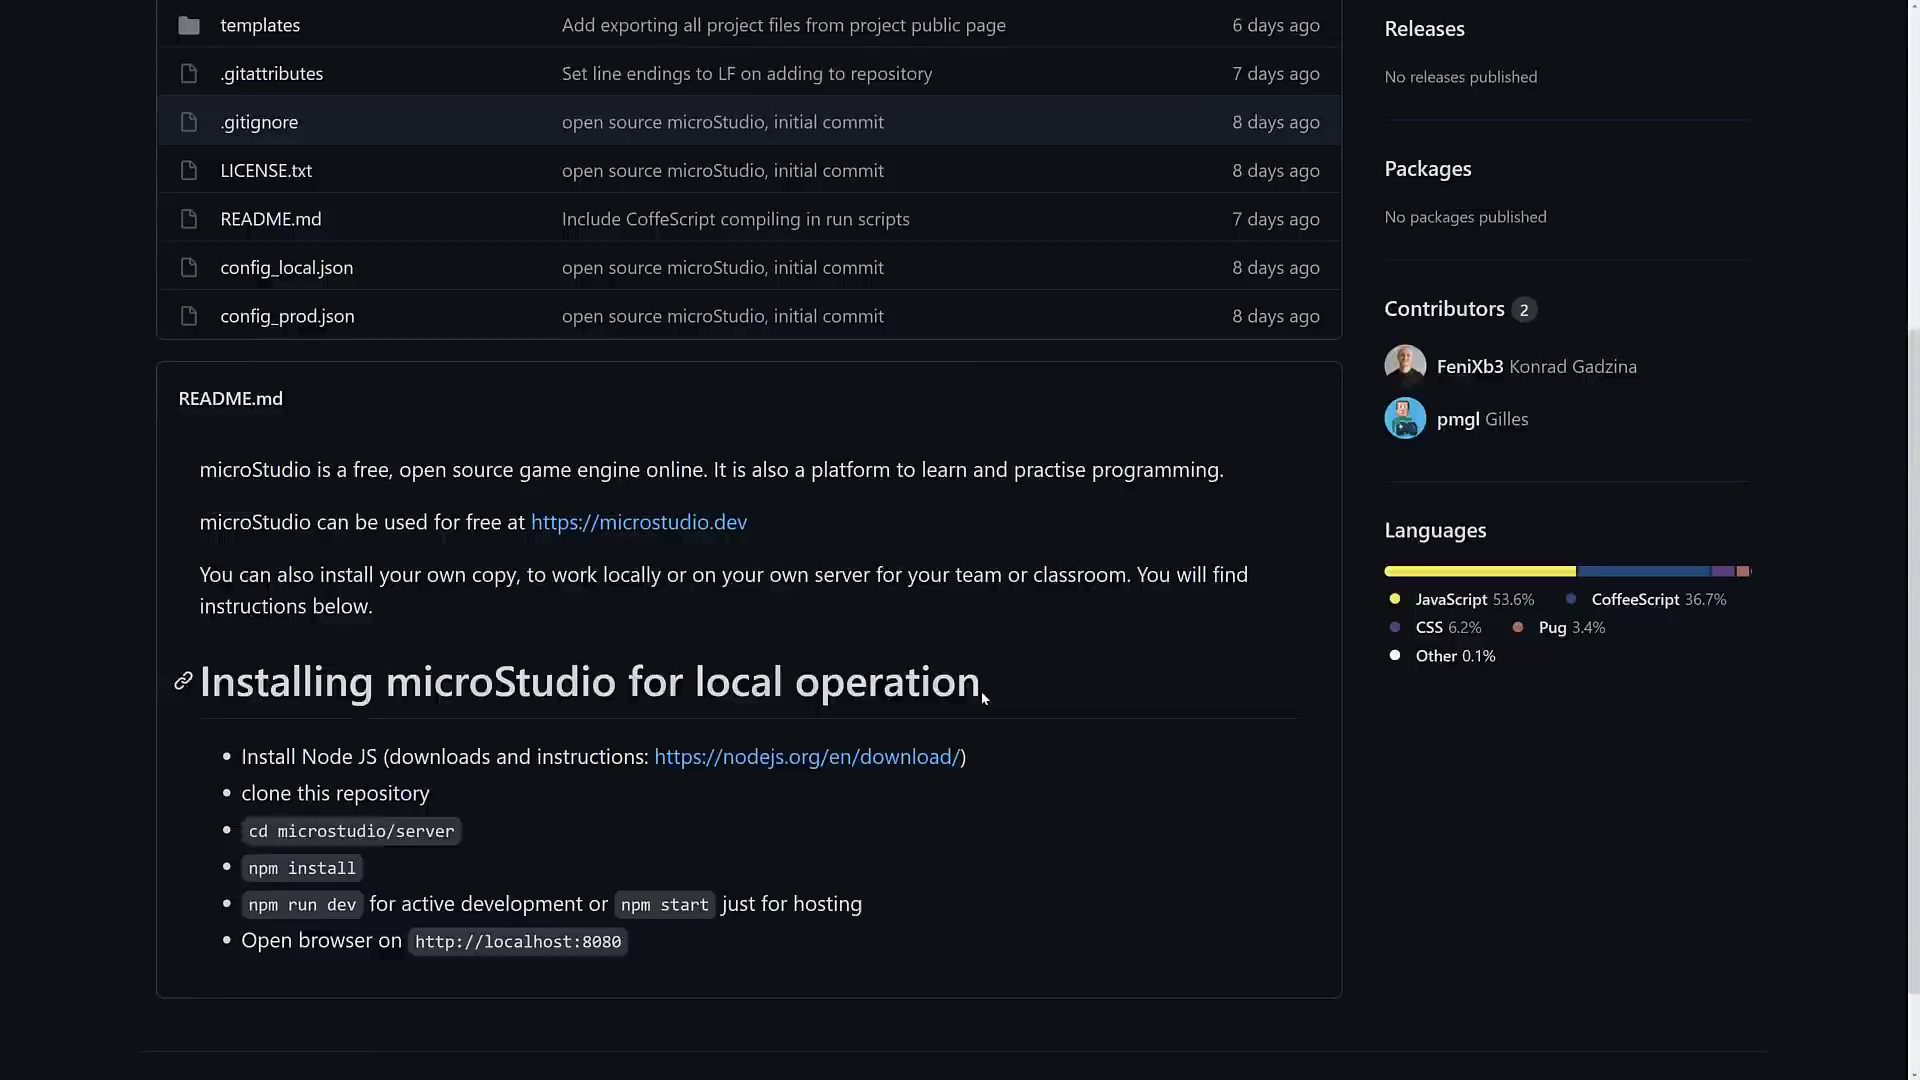 templates Add exporting all project files from project public page 6 days ago
.gitattributes Set line endings to LF on adding to repository 7 days ago
.gitignore open source microStudio, initial commit 8 days ago
LICENSE.txt open source microStudio, initial commit 8 days ago
README.md Include CoffeScript compiling in run scripts 7 days ago
config_local.json open source microStudio, initial commit 8 days ago
config_prod.json open source microStudio, initial commit 8 days ago
README.md
microStudio is a free, open source game engine online. It is also a platform to learn and practise programming.
microStudio can be used for free at https://microstudio.dev
You can also install your own copy, to work locally or on your own server for your team or classroom. You will find
instructions below.
Installing microStudio for local operation
Install Node JS (downloads and instructions: https://nodejs.org/en/download/)
clone this repository
cd microstudio/server
npm install
npm run dev for active development or npm start just for hosting
Open browser on http://localhost:8080
Releases
No releases published
Packages
No packages published
Contributors 2
FeniXb3 Konrad Gadzina
pmgl Gilles
Languages
JavaScript 53.6% CoffeeScript 36.7%
CSS 6.2% Pug 3.4%
Other 0.1%